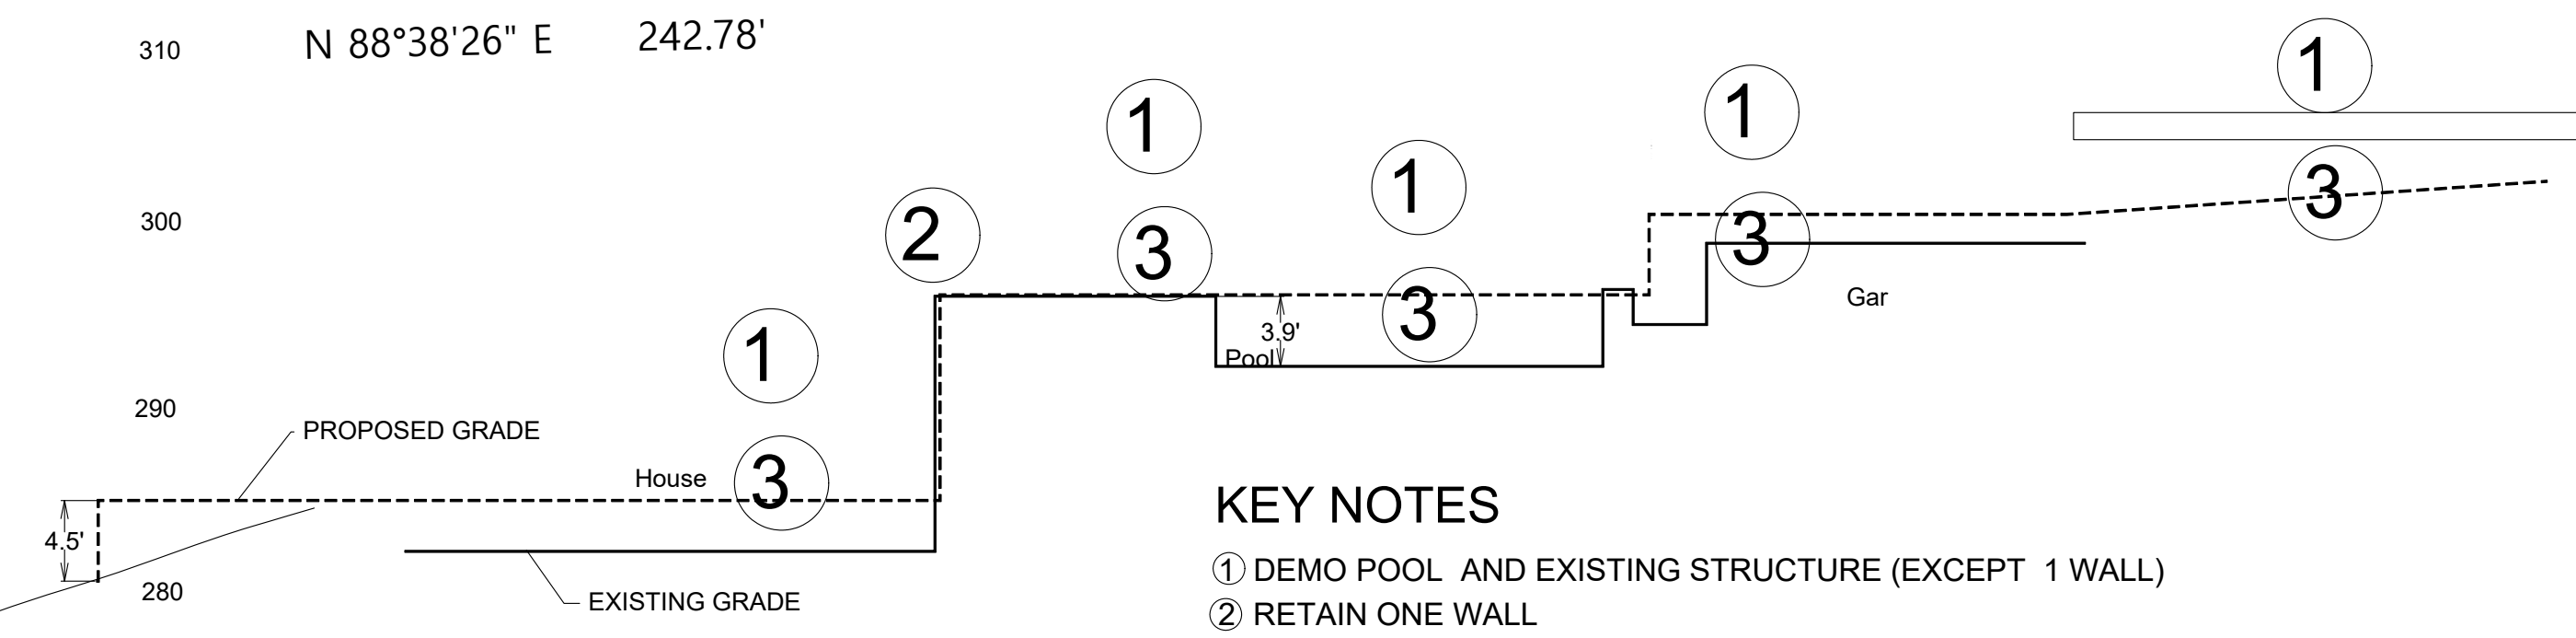 310
N 88°38'26" E 242.78'
1
1
1
1
300
2
3
1
3
3
3
Gar
3.9'
Pool
290
1
PROPOSED GRADE
House
3
4.5'
KEY NOTES
280
EXISTING GRADE
1 DEMO POOL AND EXISTING STRUCTURE (EXCEPT 1 WALL)
2 RETAIN ONE WALL